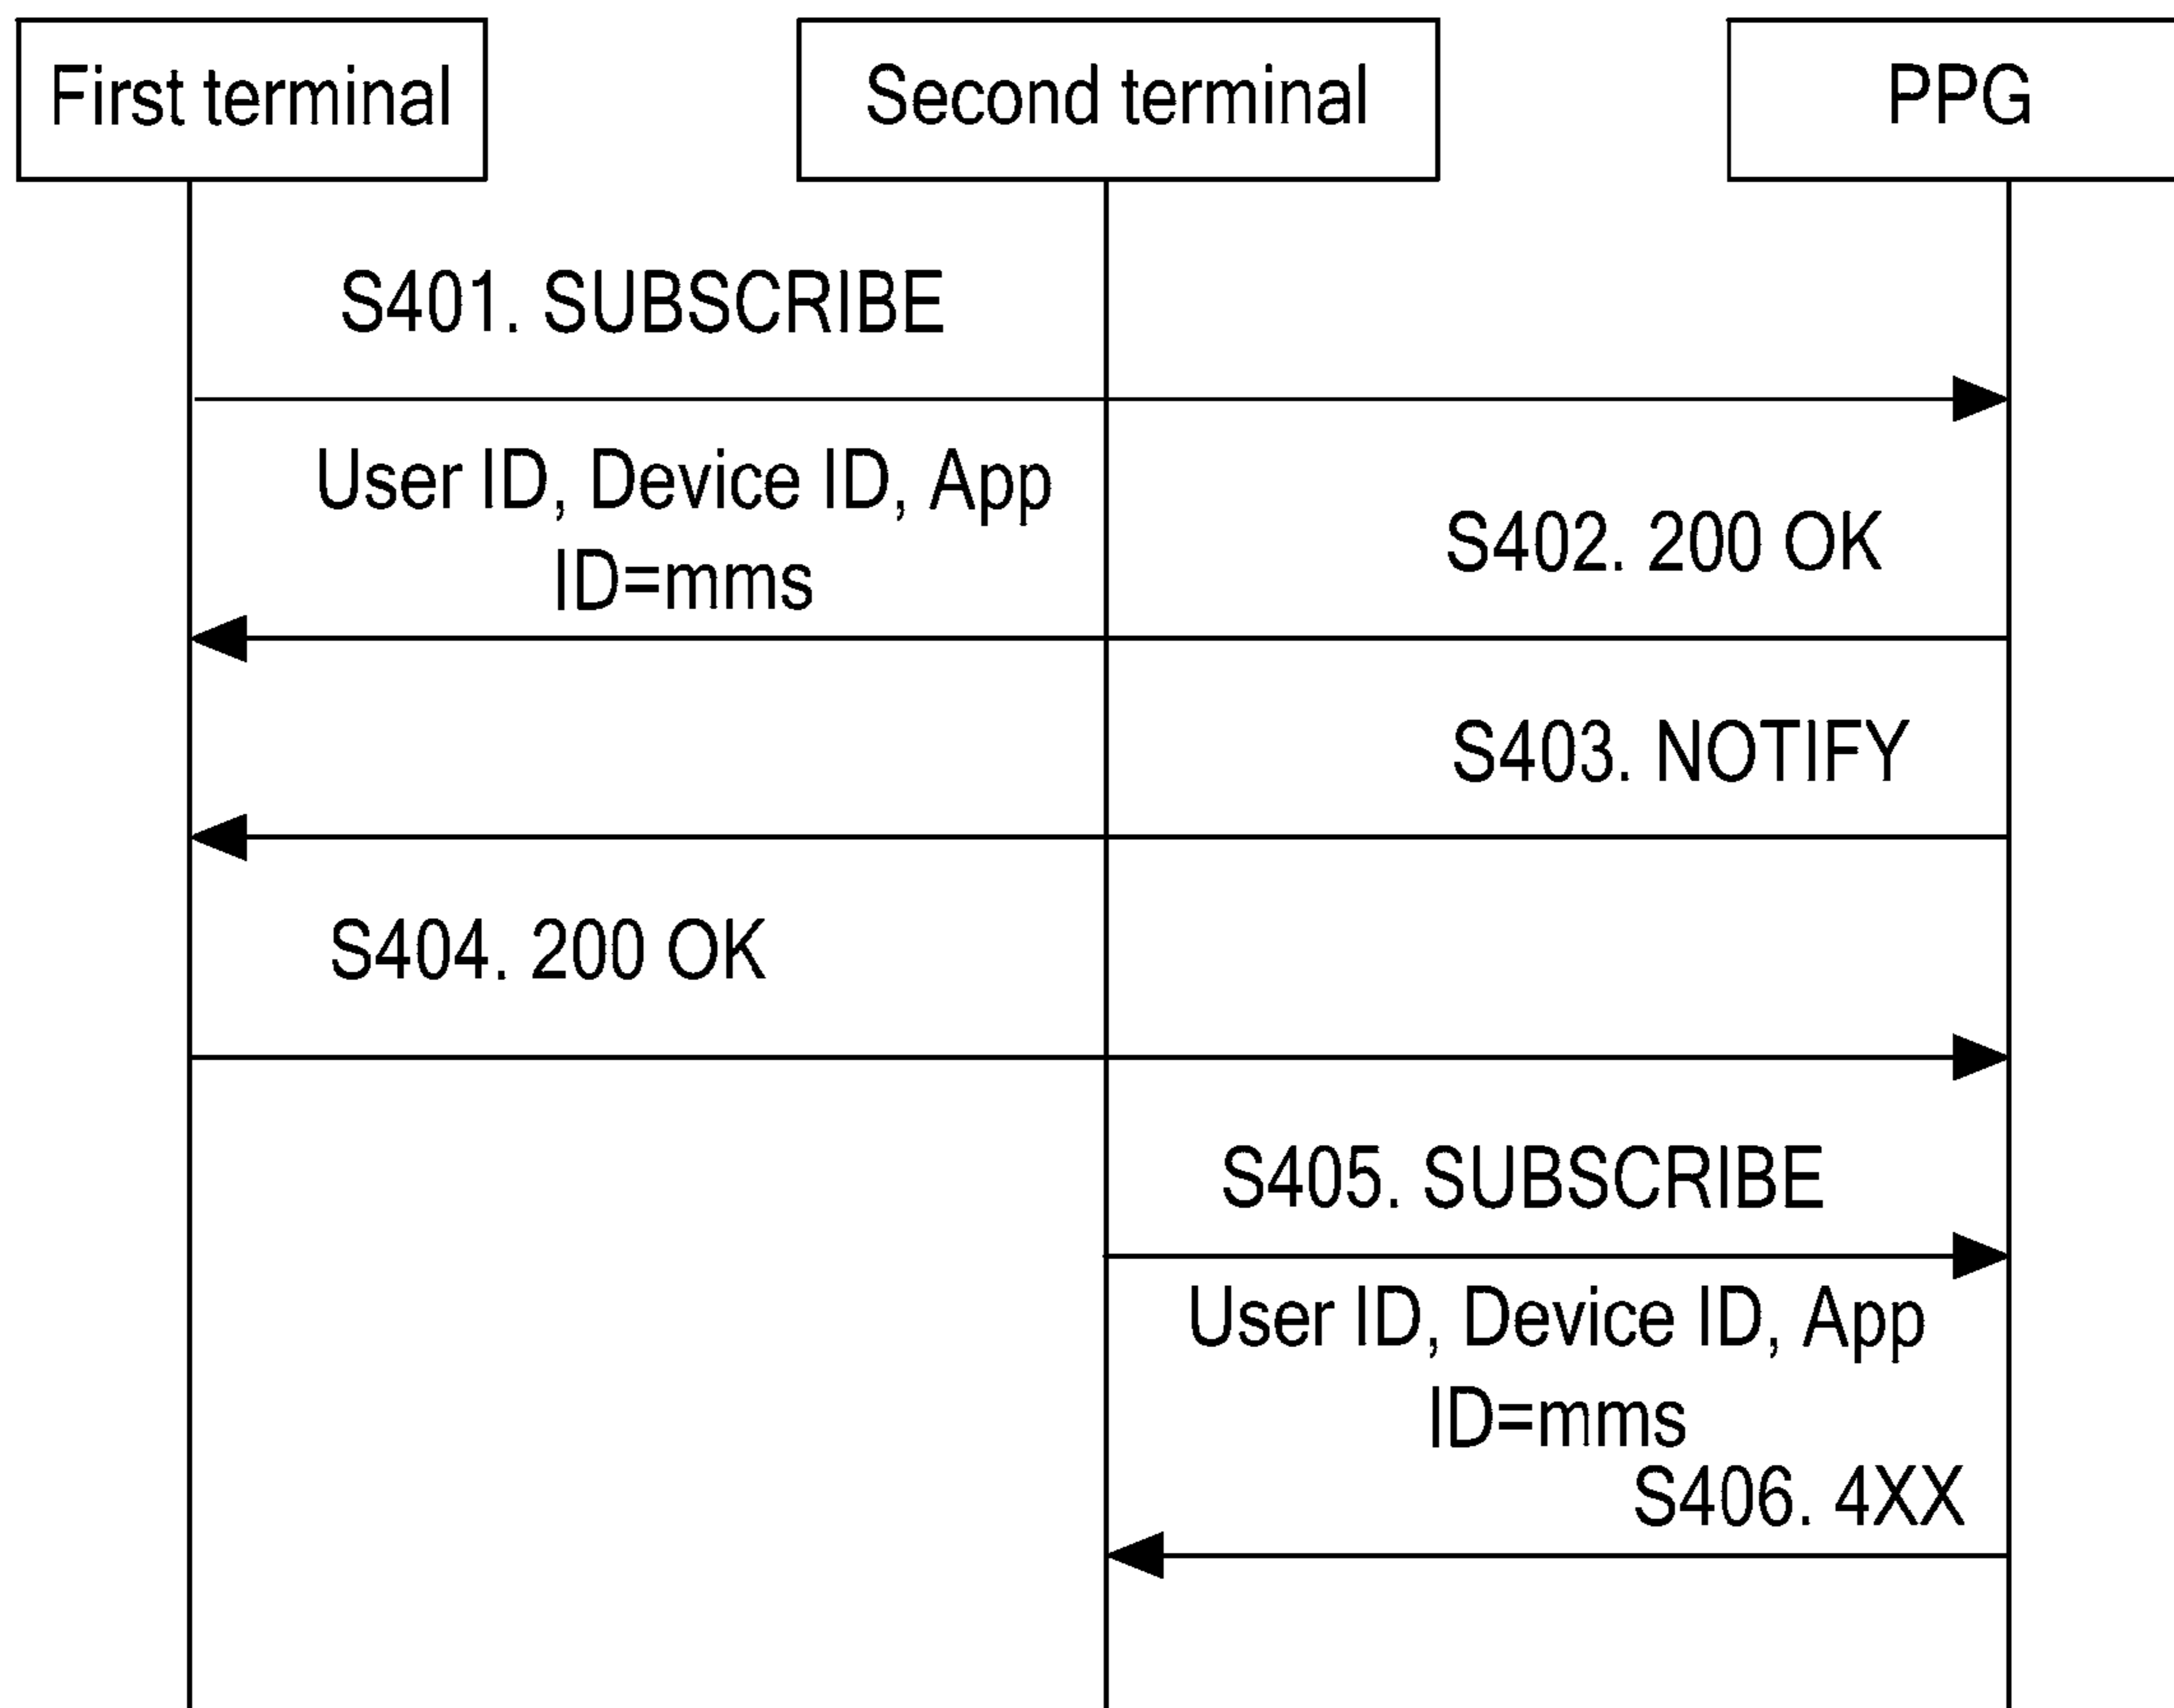 First terminal
Second terminal
PPG
S401. SUBSCRIBE
User ID, Device ID, App
ID=mms
S402. 200 OK
S403. NOTIFY
S404. 200 OK
S405. SUBSCRIBE
User ID, Device ID, App
ID=mms
S406. 4XX